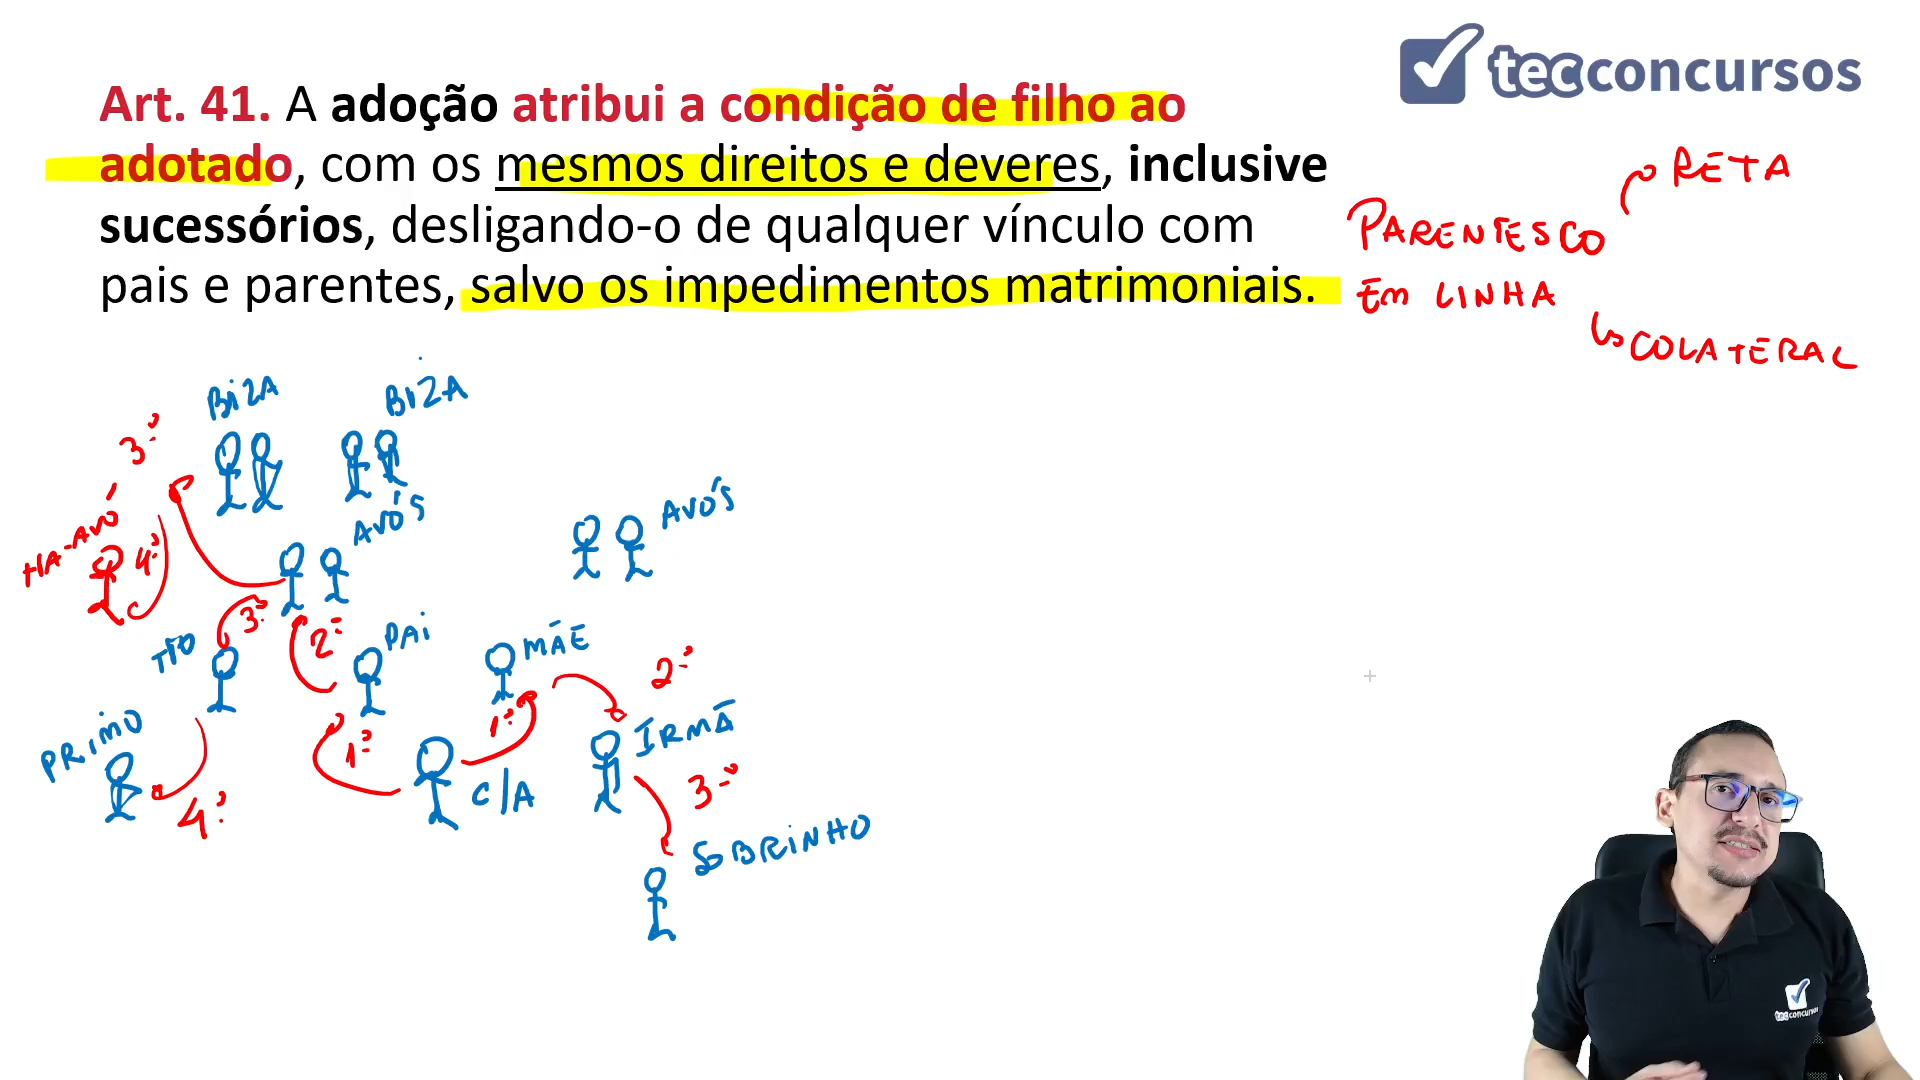 tecconcursos
Art. 41. A adoção atribui a condição de filho ao
adotado, com os mesmos direitos e deveres, inclusive
sucessórios, desligando-o de qualquer vínculo com
pais e parentes, salvo os impedimentos matrimoniais.
RETA
PARENTESCO
EM LINHA
COLATERAL
BIZA
BIZA
3º
AVÓS
AVÓS
TIA-AVÓ
4º
3º
2º
PAI
MÃE
TIO
2º
PRIMO
1º
1º
IRMÃ
C/A
3º
4º
SOBRINHO
tecconcursos